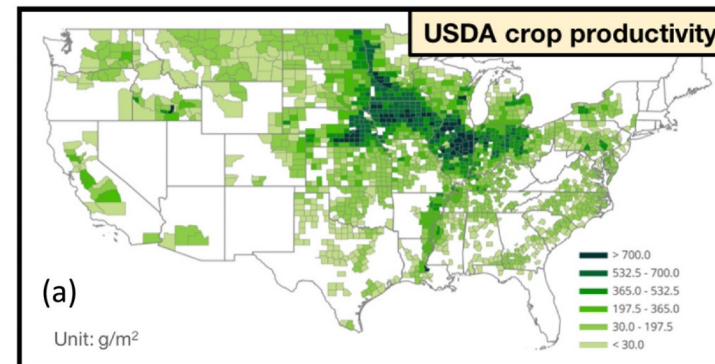 USDA crop productivity
> 700.0
532.5 - 700.0
365.0 - 532.5
197.5 - 365.0
30.0 - 197.5
< 30.0
(a)
Unit: g/m²